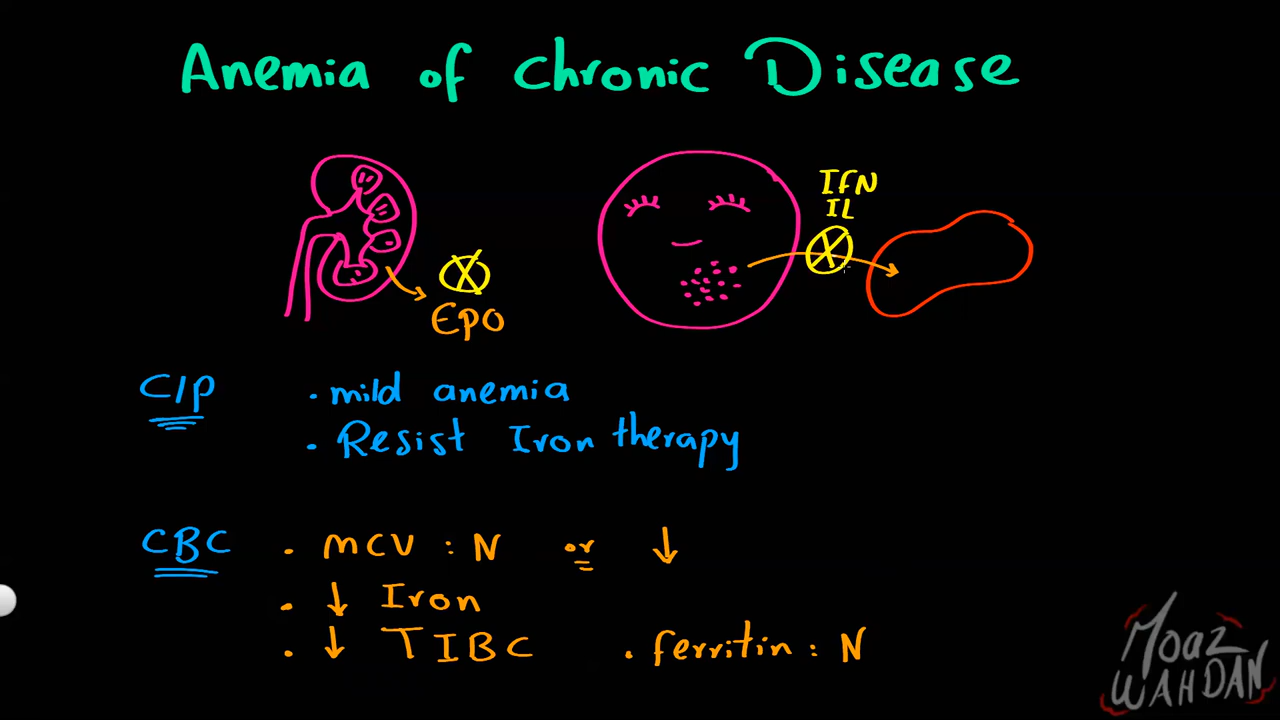 Anemia of Chronic Disease
IFN
IL
EPO
C/P
. mild anemia
. Resist Iron therapy
CBC
. MCV : N or ↓
. ↓ Iron
. ↓ TIBC . ferritin : N
MOAZ
WAHDAN